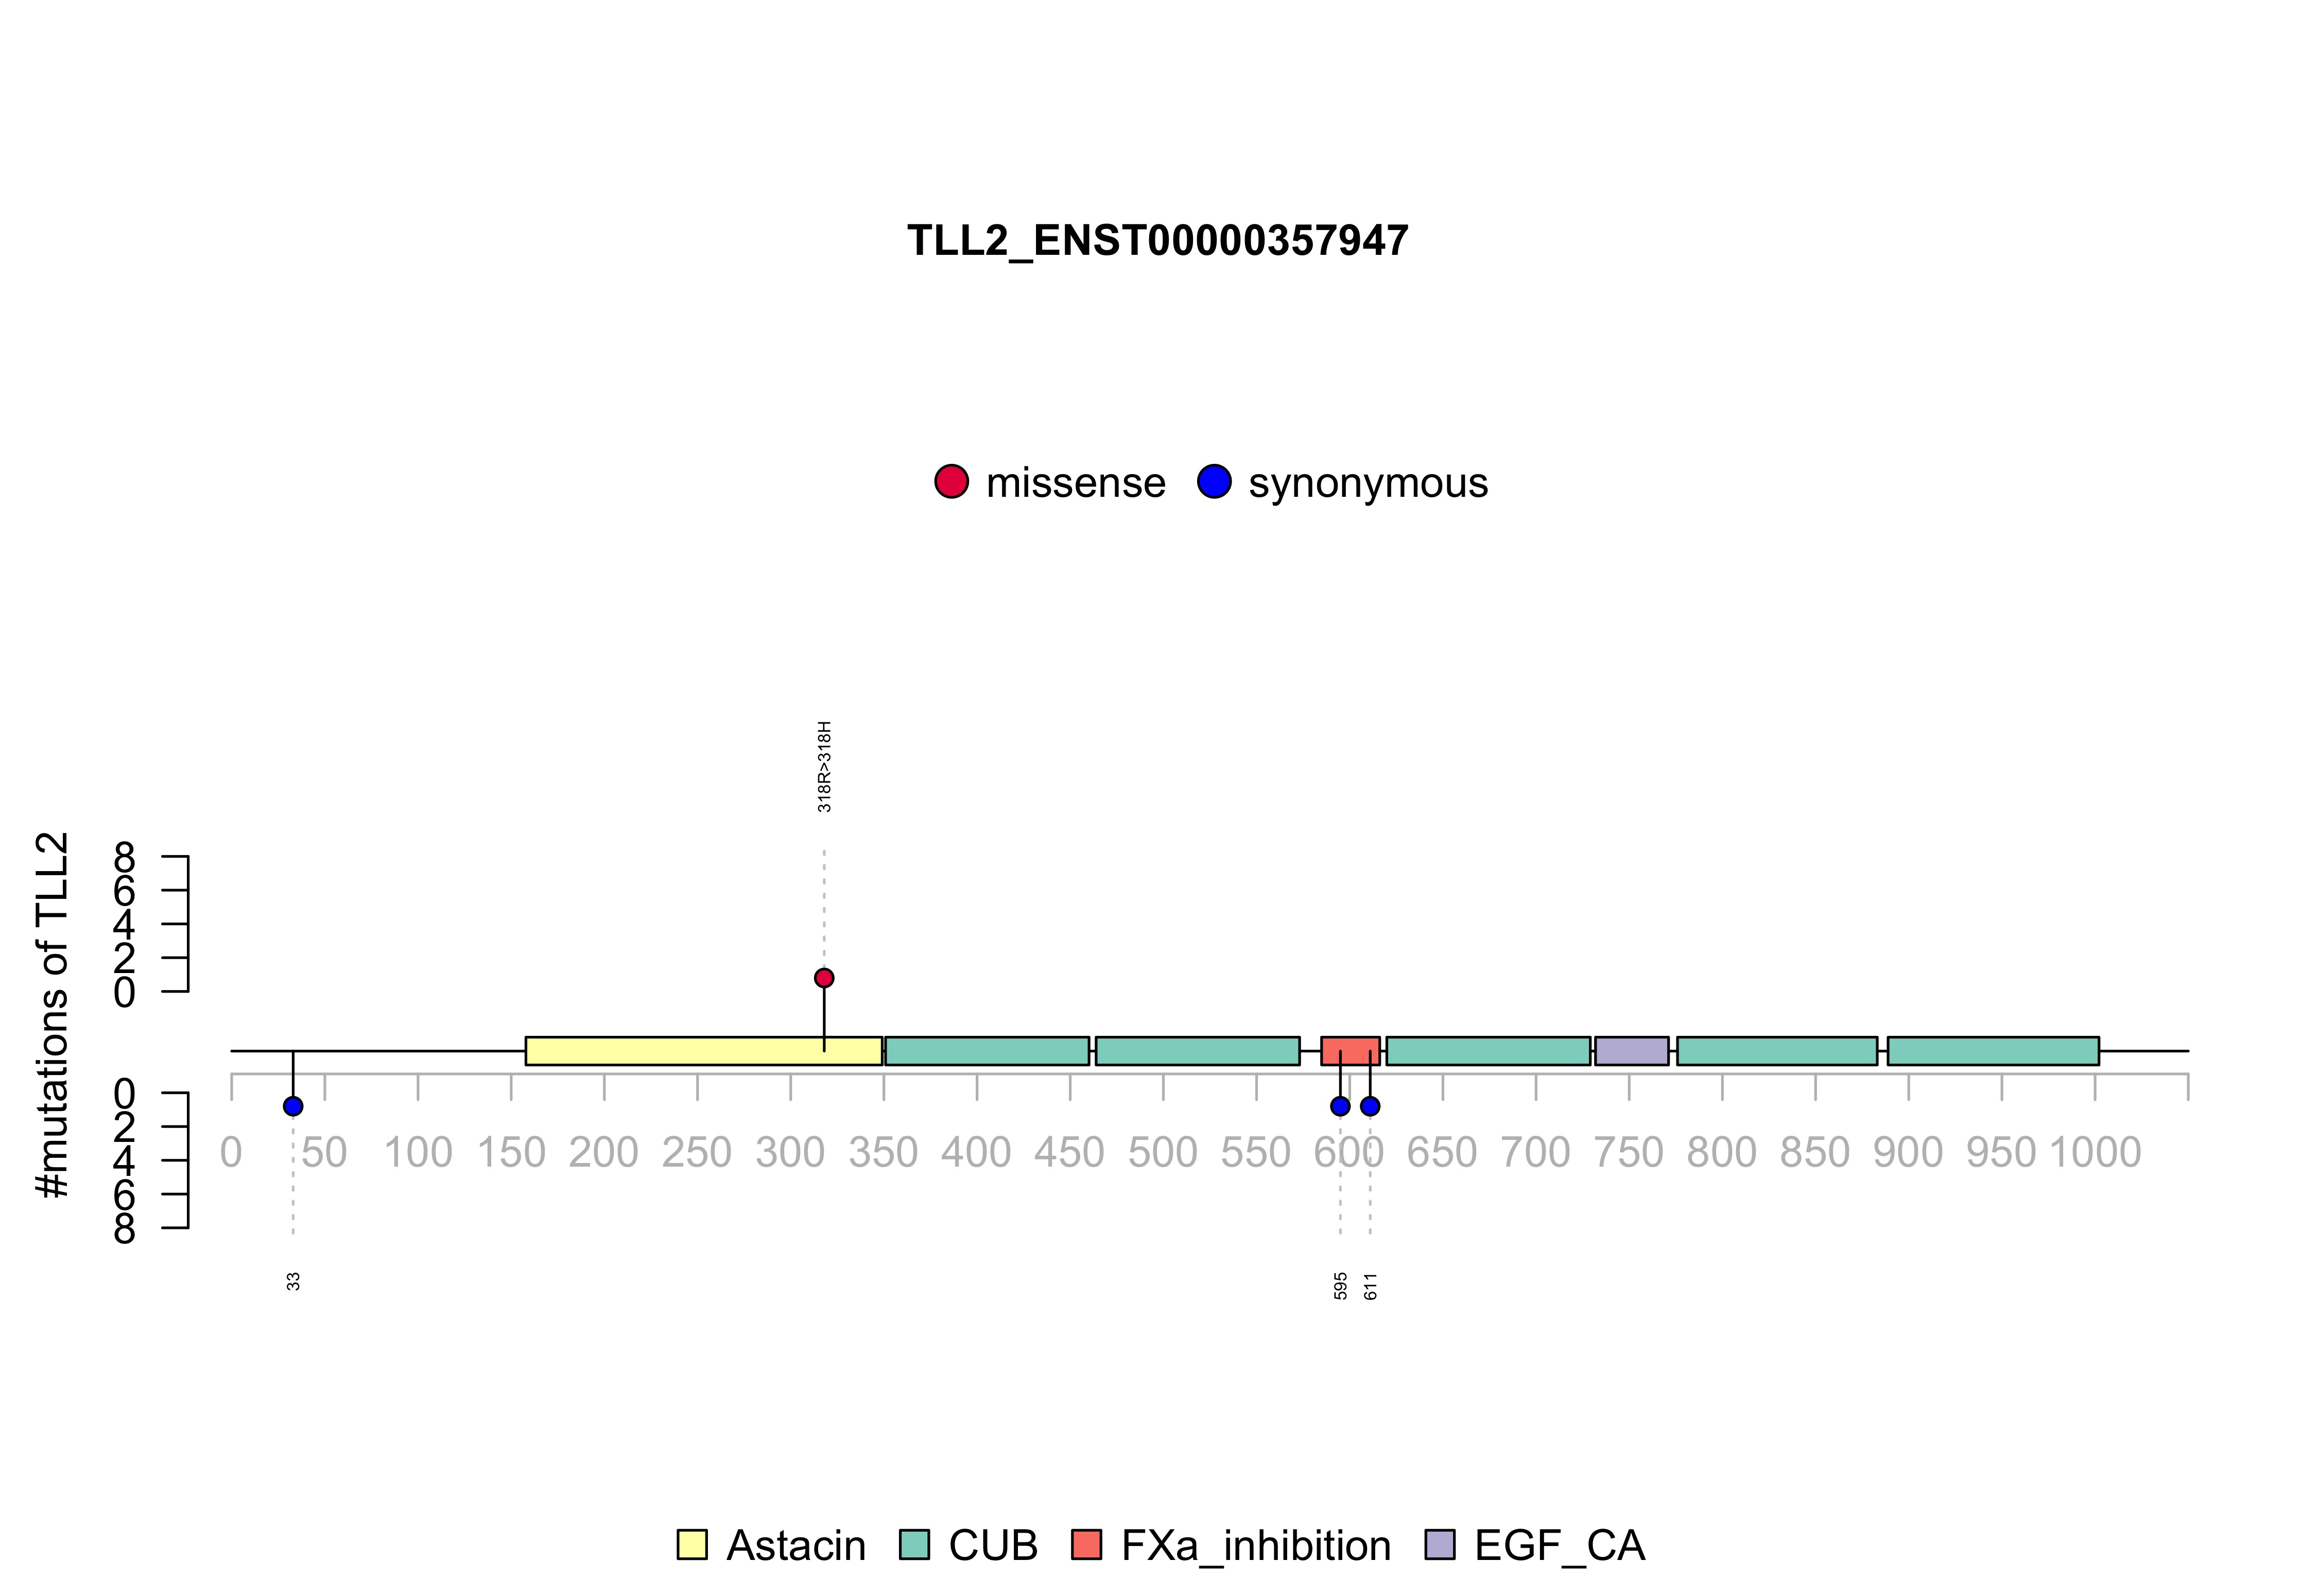 TLL2_ENST00000357947
missense synonymous
318R>318H
#mutations of TLL2
8
6
4
2
0
0
2
4
6
8
0 50 100 150 200 250 300 350 400 450 500 550 600 650 700 750 800 850 900 950 1000
33 595 611
Astacin CUB FXa_inhibition EGF_CA